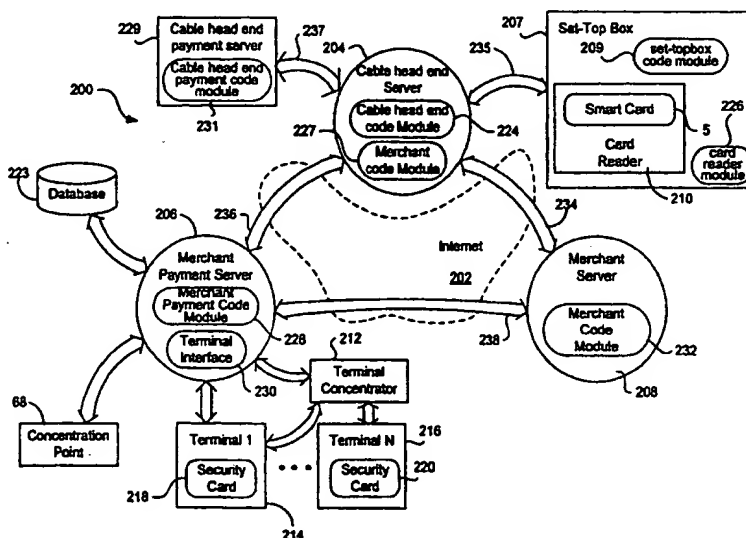 229
Cable head end
payment server
Cable head end
payment code
module
231
237
204
Cable head end
Server
Cable head end
code Module
227
224
Merchant
code Module
235
207
Set-Top Box
209
set-topbox
code module
Smart Card
5
226
Card
Reader
card
reader
module
210
200
223
Database
206
236
Merchant
Payment Server
Merchant
Payment Code
Module
228
Terminal
Interface
230
Internet
202
234
238
Merchant
Server
Merchant
Code
Module
232
208
212
Terminal
Concentrator
68
Concentration
Point
Terminal 1
Security
Card
218
214
Terminal N
216
Security
Card
220